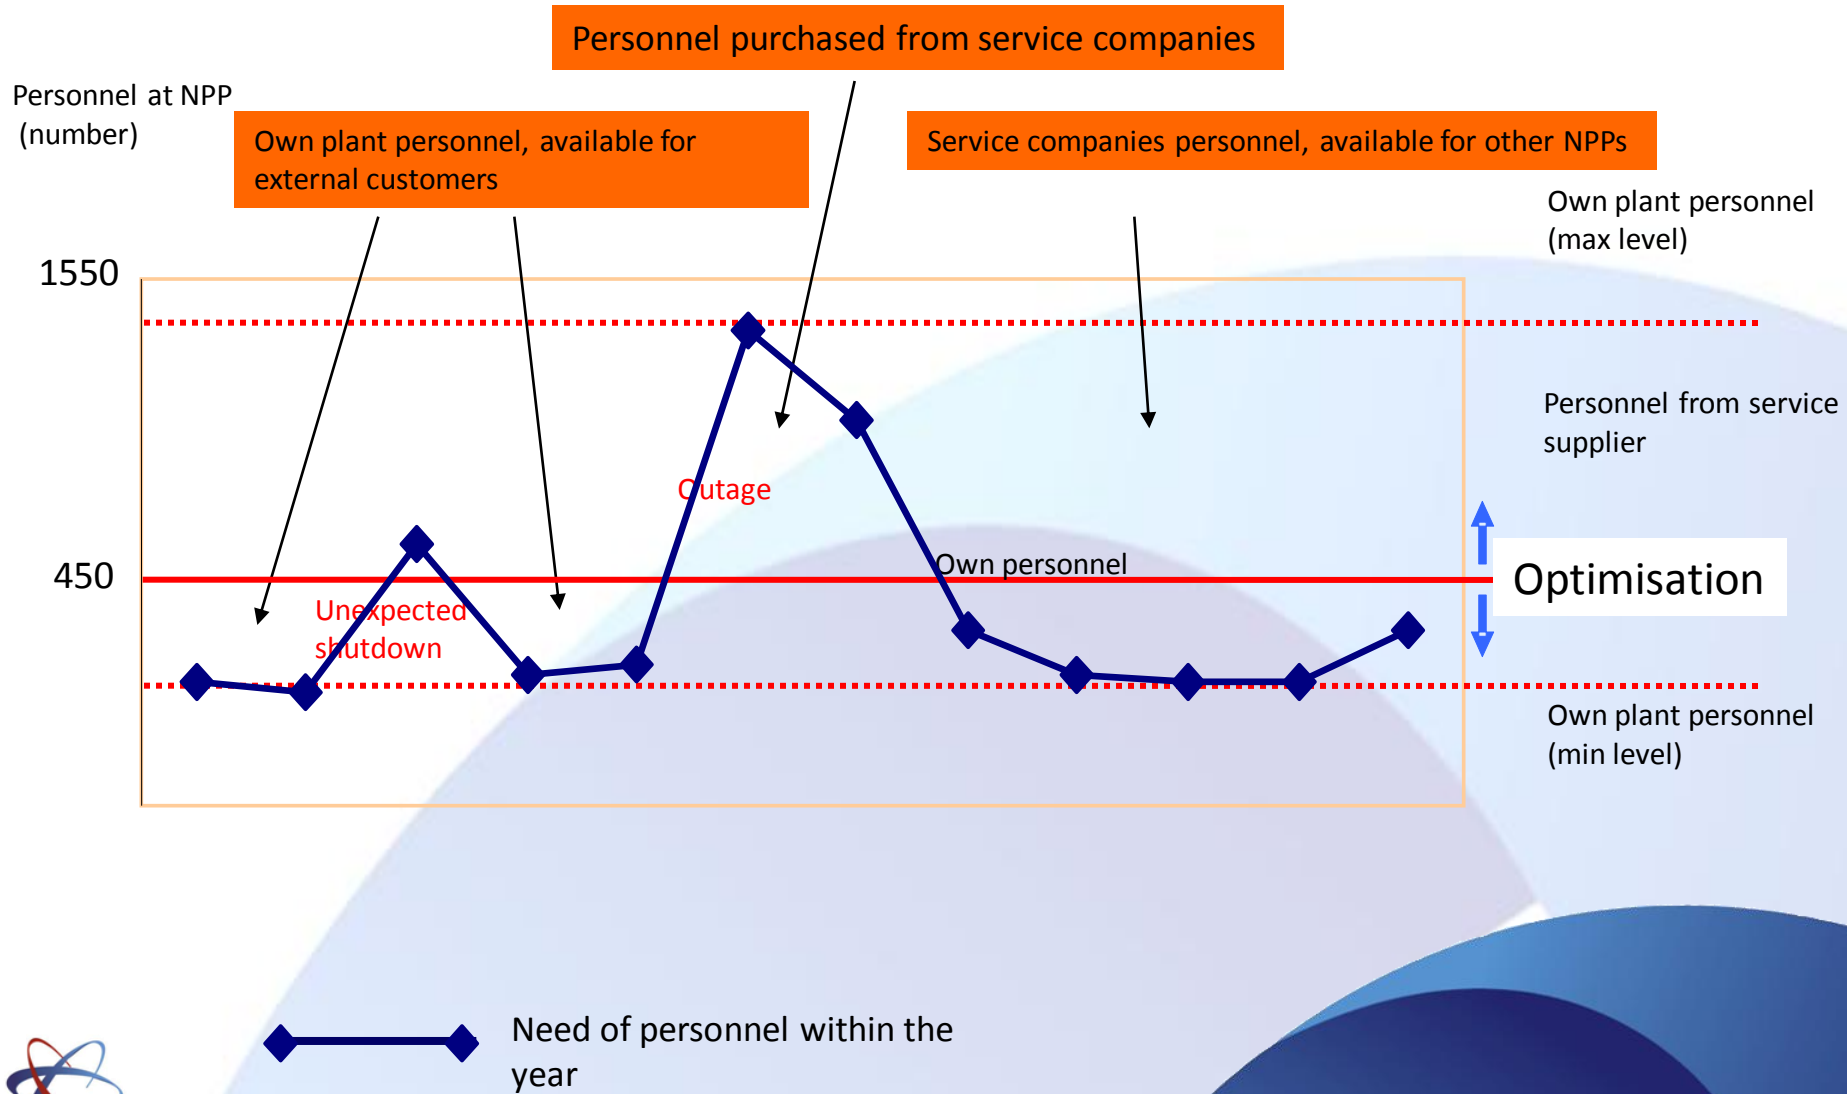 Personnel purchased from service companies
Personnel at NPP
(number)
Own plant personnel, available for
external customers
Service companies personnel, available for other NPPs
Own plant personnel
(max level)
1550
Personnel from service
supplier
Outage
Own personnel
450
Optimisation
Unexpected
shutdown
Own plant personnel
(min level)
Need of personnel within the
year